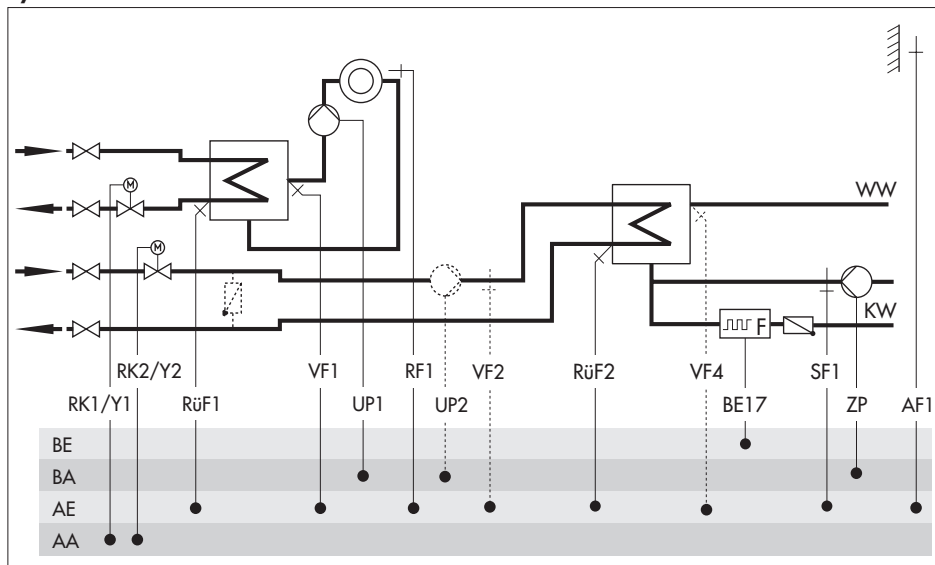 M
M
WW
F
KW
RK2/Y2 VF1 RF1 VF2 RüF2 VF4 SF1
RK1/Y1 RüF1 UP1 UP2 BE17 ZP AF1
BE
BA
AE
AA